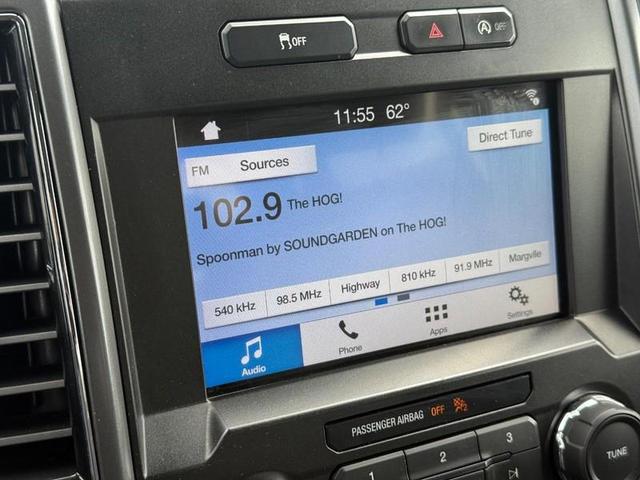 OFF
OFF
11:55 62°
FM Sources
Direct Tune
102.9 The HOG!
Spoonman by SOUNDGARDEN on The HOG!
540 kHz 98.5 MHz Highway 810 kHz 91.9 MHz Margville
Audio Phone Apps Settings
PASSENGER AIRBAG OFF 2
1 2 3
TUNE